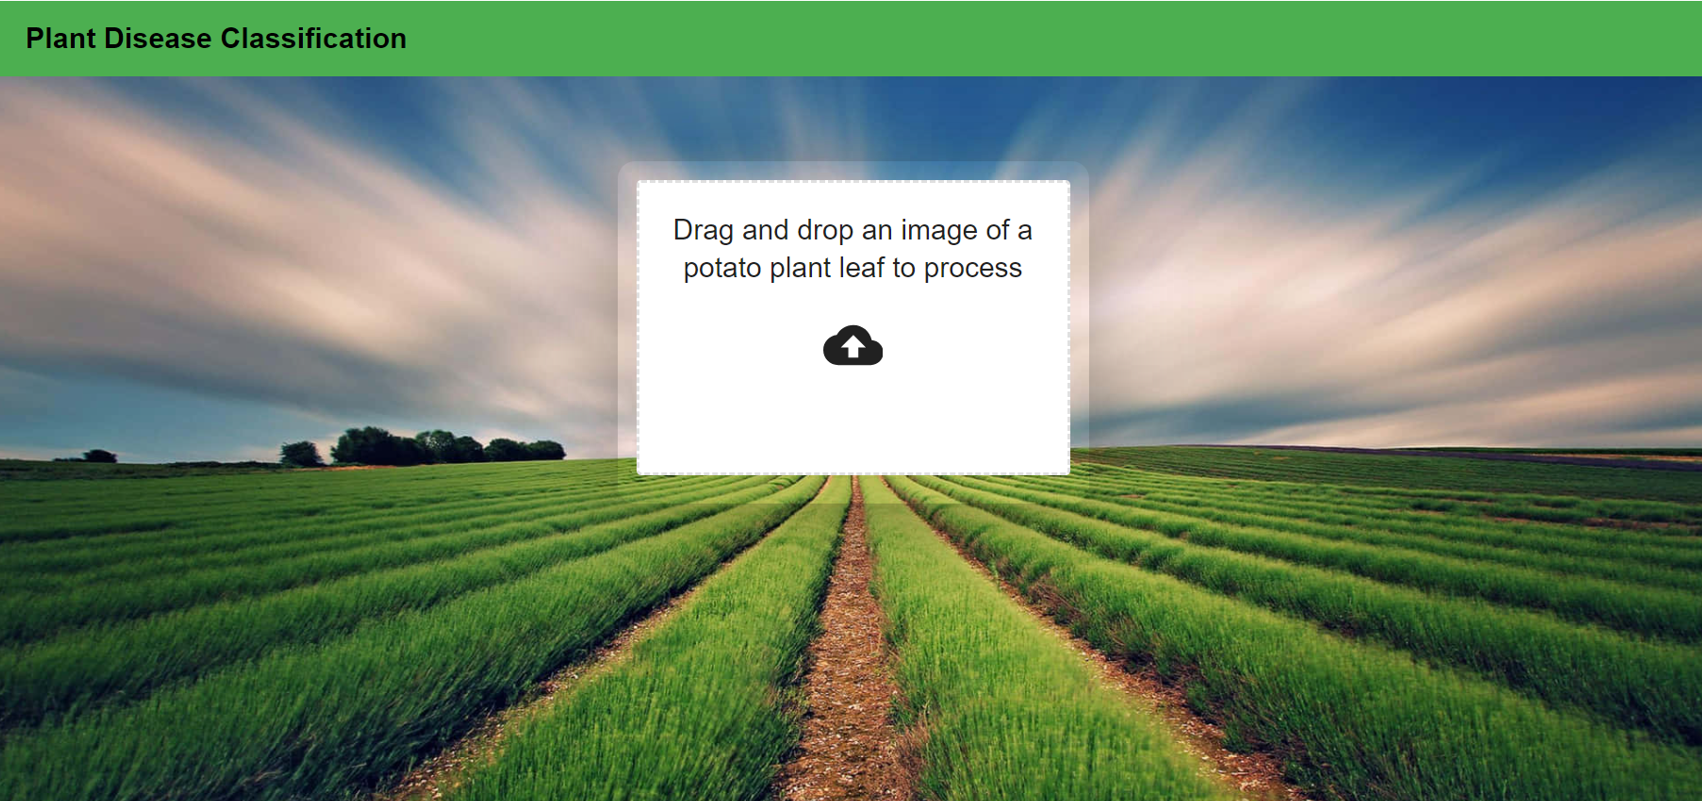 Plant Disease Classification
Drag and drop an image of a
potato plant leaf to process